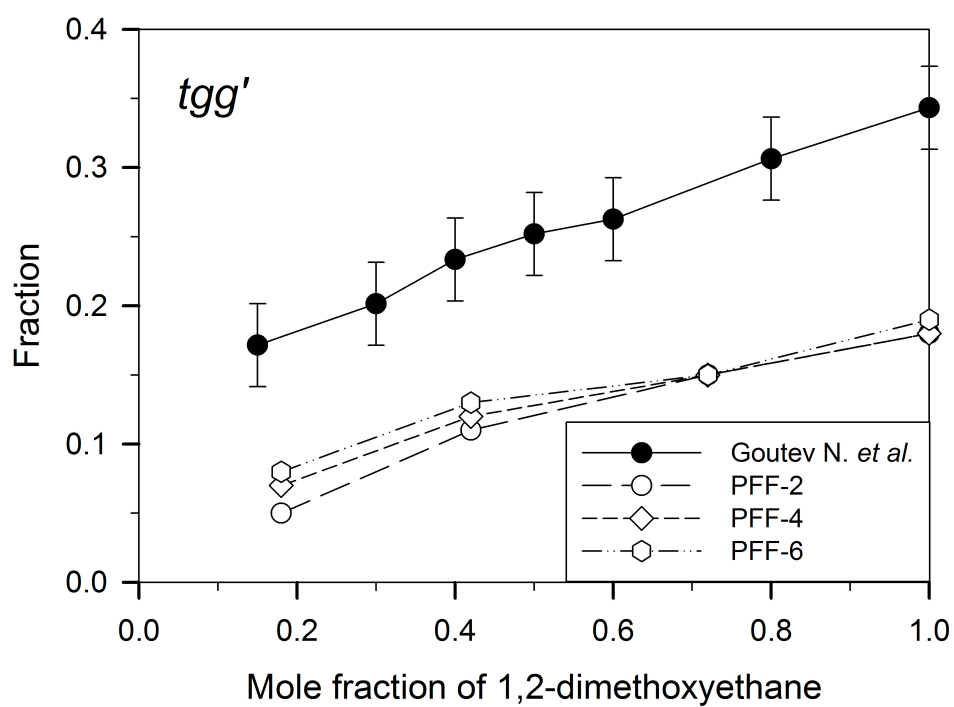 0.4
tgg'
0.3
0.2
0.1
0.0
Fraction
Goutev N. et al.
PFF-2
PFF-4
PFF-6
0.0 0.2 0.4 0.6 0.8 1.0
Mole fraction of 1,2-dimethoxyethane